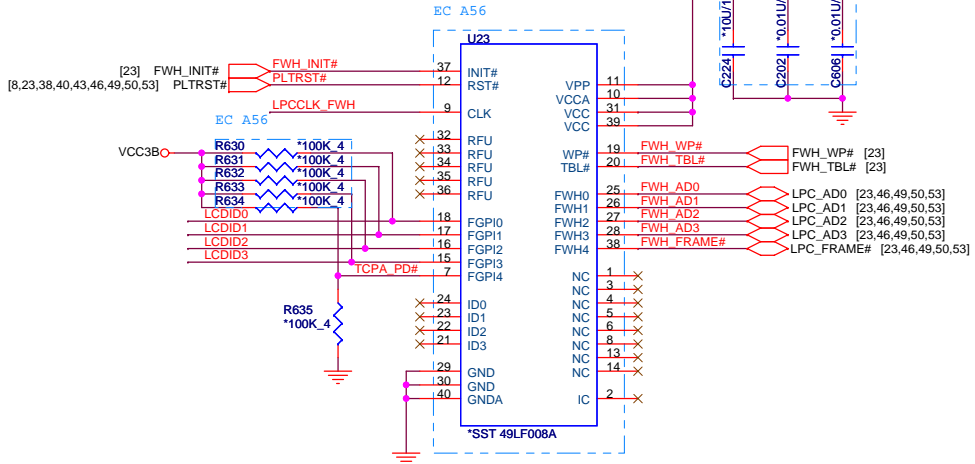 EC A56
U23
[23] FWH_INIT# FWH_INIT# 37 INIT#
[8,23,38,40,43,46,49,50,53] PLTRST# PLTRST# 12 RST#
LPCCLK_FWH 9 CLK
EC A56
VCC3B
R630 *100K_4
R631 *100K_4
R632 *100K_4
R633 *100K_4
R634 *100K_4
32 RFU
33 RFU
34 RFU
35 RFU
36 RFU
LCDID0 18 FGPI0
LCDID1 17 FGPI1
LCDID2 16 FGPI2
LCDID3 15 FGPI3
TCPA_PD# 7 FGPI4
R635
*100K_4
24 ID0
23 ID1
22 ID2
21 ID3
29 GND
30 GND
40 GNDA
VPP 11
VCCA 10
VCC 31
VCC 39
WP# 19 FWH_WP# FWH_WP# [23]
TBL# 20 FWH_TBL# FWH_TBL# [23]
FWH0 25 FWH_AD0 LPC_AD0 [23,46,49,50,53]
FWH1 26 FWH_AD1 LPC_AD1 [23,46,49,50,53]
FWH2 27 FWH_AD2 LPC_AD2 [23,46,49,50,53]
FWH3 28 FWH_AD3 LPC_AD3 [23,46,49,50,53]
FWH4 38 FWH_FRAME# LPC_FRAME# [23,46,49,50,53]
NC 1
NC 3
NC 4
NC 5
NC 6
NC 8
NC 13
NC 14
IC 2
*SST 49LF008A
C224
*0.01U/
C202
*0.01U/
C606